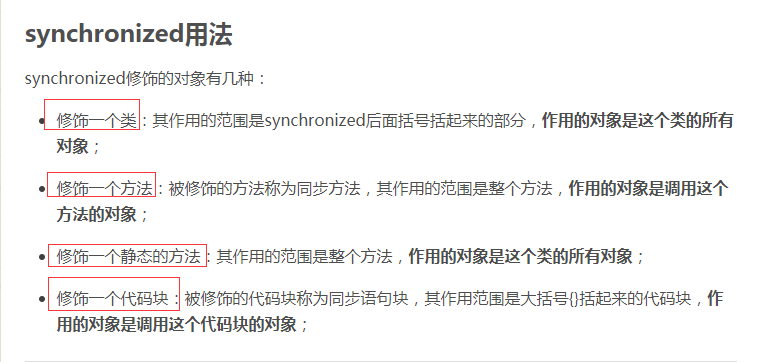 synchronized用法
synchronized修饰的对象有几种：
修饰一个类：其作用的范围是synchronized后面括号括起来的部分，作用的对象是这个类的所有
对象；
修饰一个方法：被修饰的方法称为同步方法，其作用的范围是整个方法，作用的对象是调用这个
方法的对象；
修饰一个静态的方法：其作用的范围是整个方法，作用的对象是这个类的所有对象；
修饰一个代码块：被修饰的代码块称为同步语句块，其作用范围是大括号{}括起来的代码块，作
用的对象是调用这个代码块的对象；